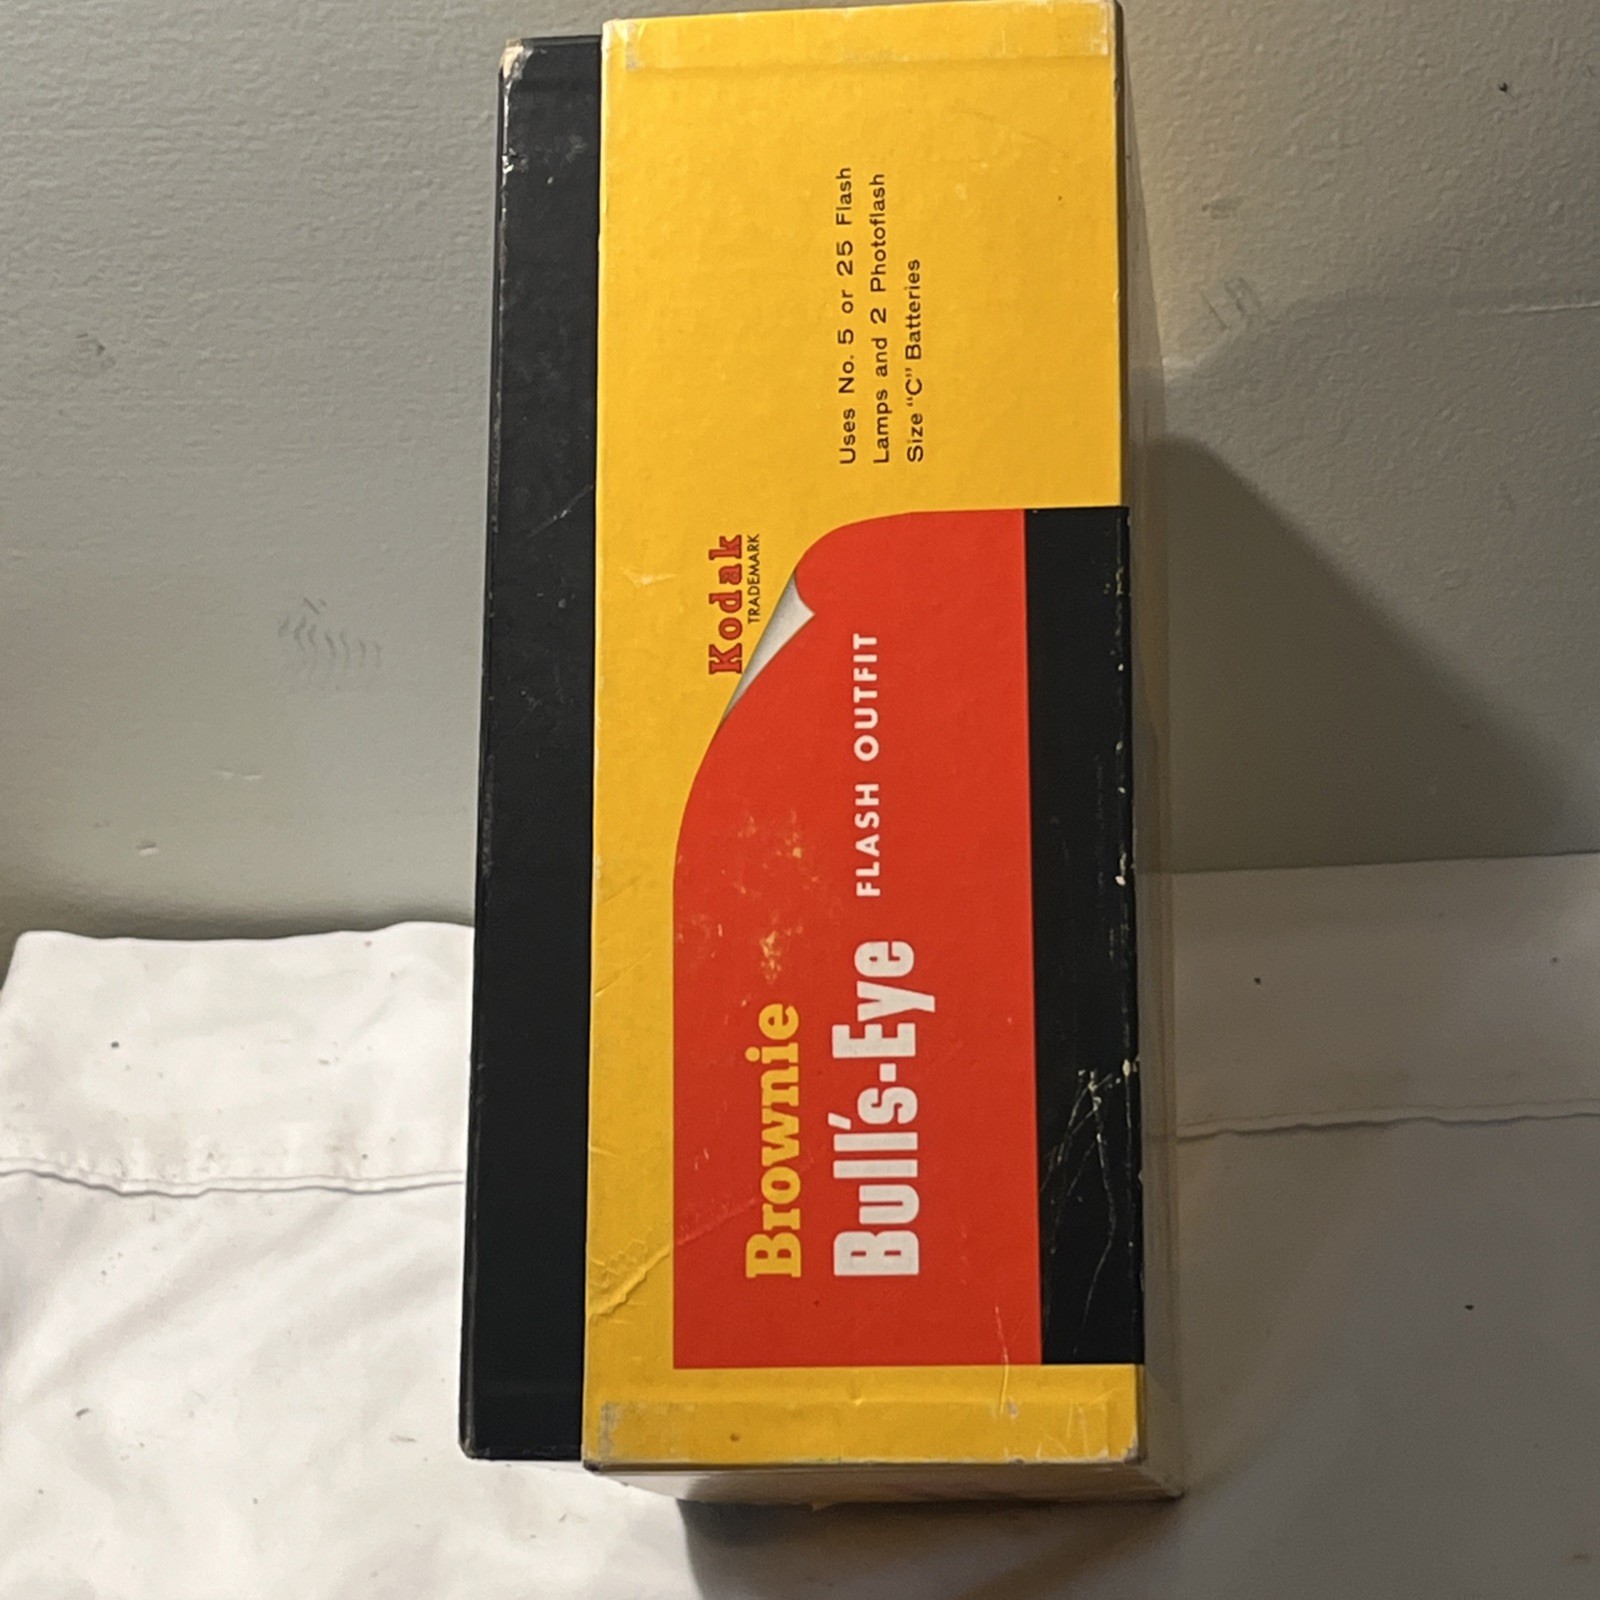 Kodak
TRADEMARK
Brownie
Bull's-Eye FLASH OUTFIT
Uses No. 5 or 25 Flash
Lamps and 2 Photoflash
Size "C" Batteries